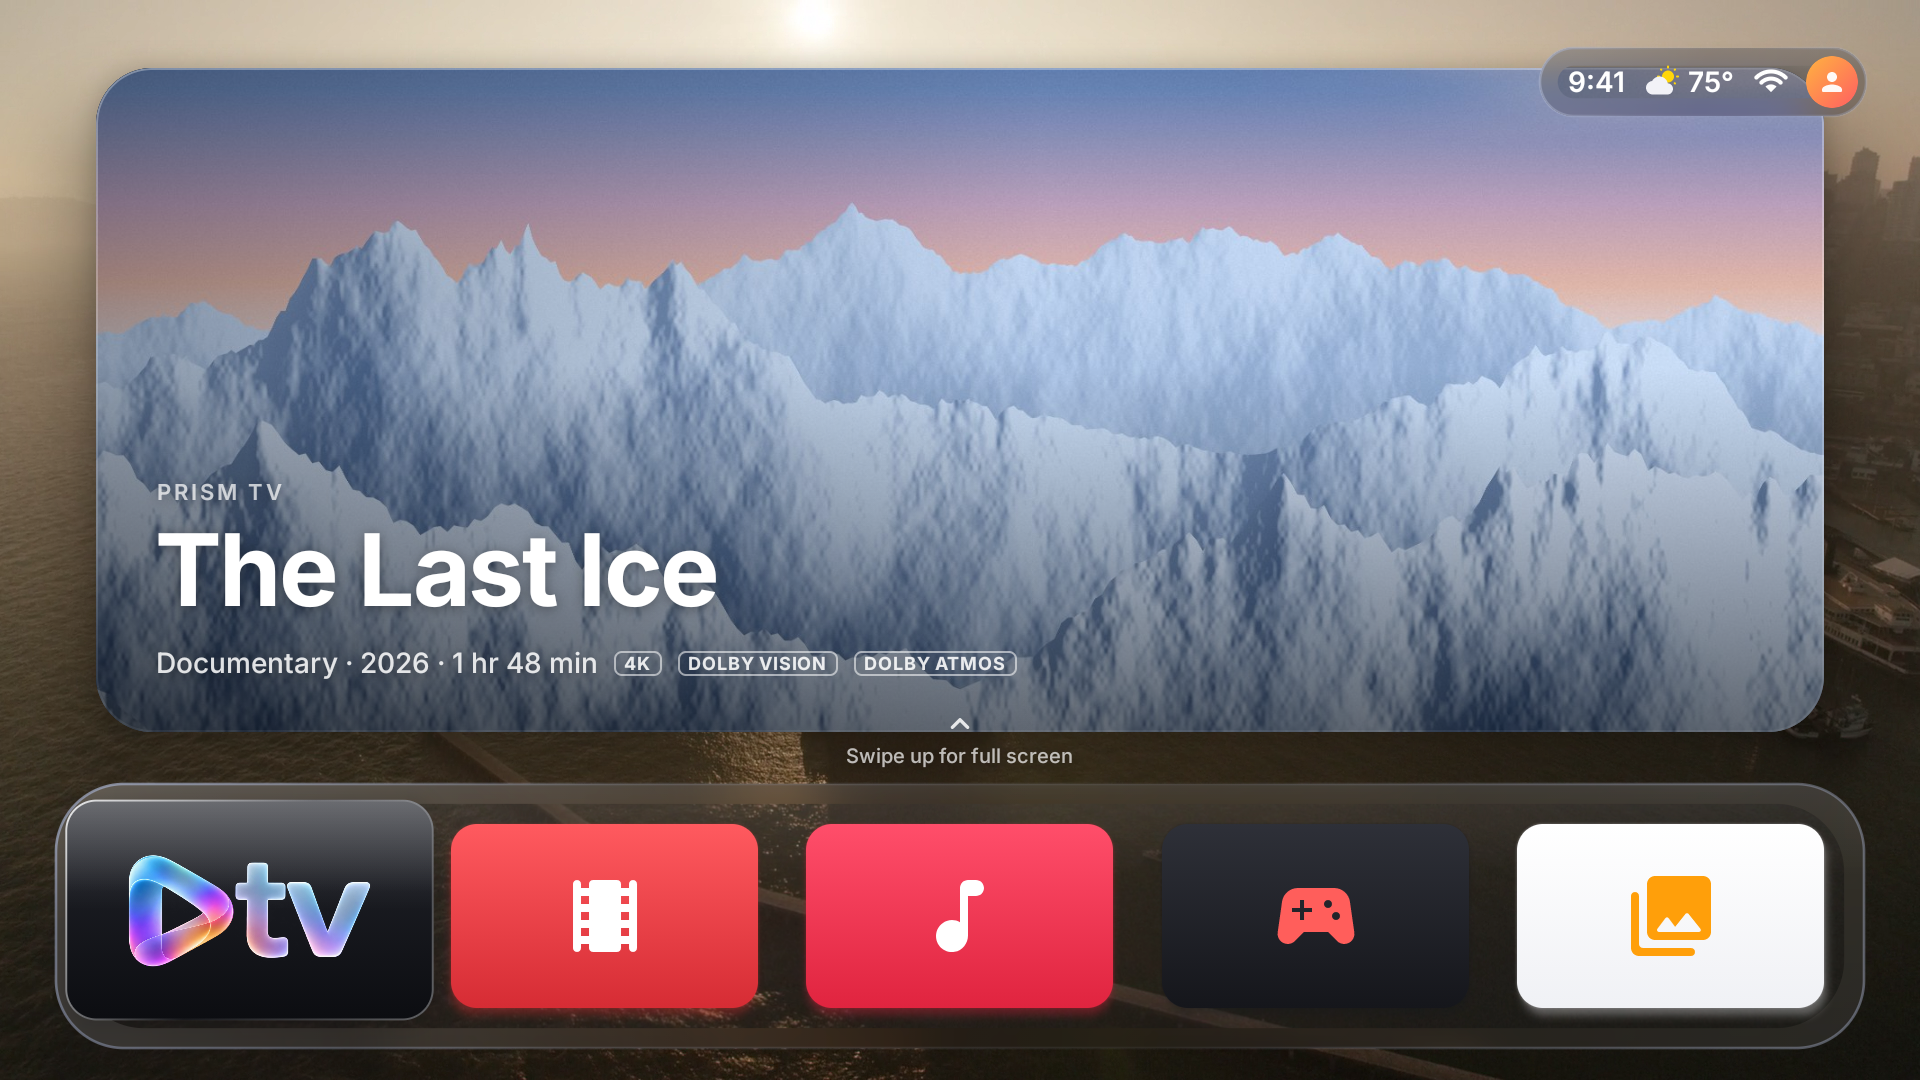 9:41 75°
PRISM TV
The Last Ice
Documentary · 2026 · 1 hr 48 min 4K DOLBY VISION DOLBY ATMOS
Swipe up for full screen
tv